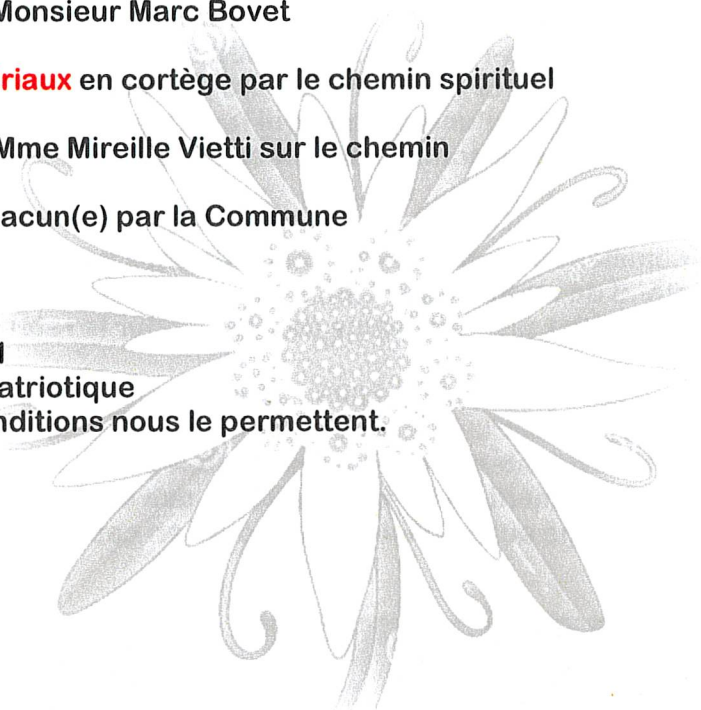 Monsieur Marc Bovet
riaux en cortège par le chemin spirituel
Mme Mireille Vietti sur le chemin
acun(e) par la Commune
atriotique
nditions nous le permettent.